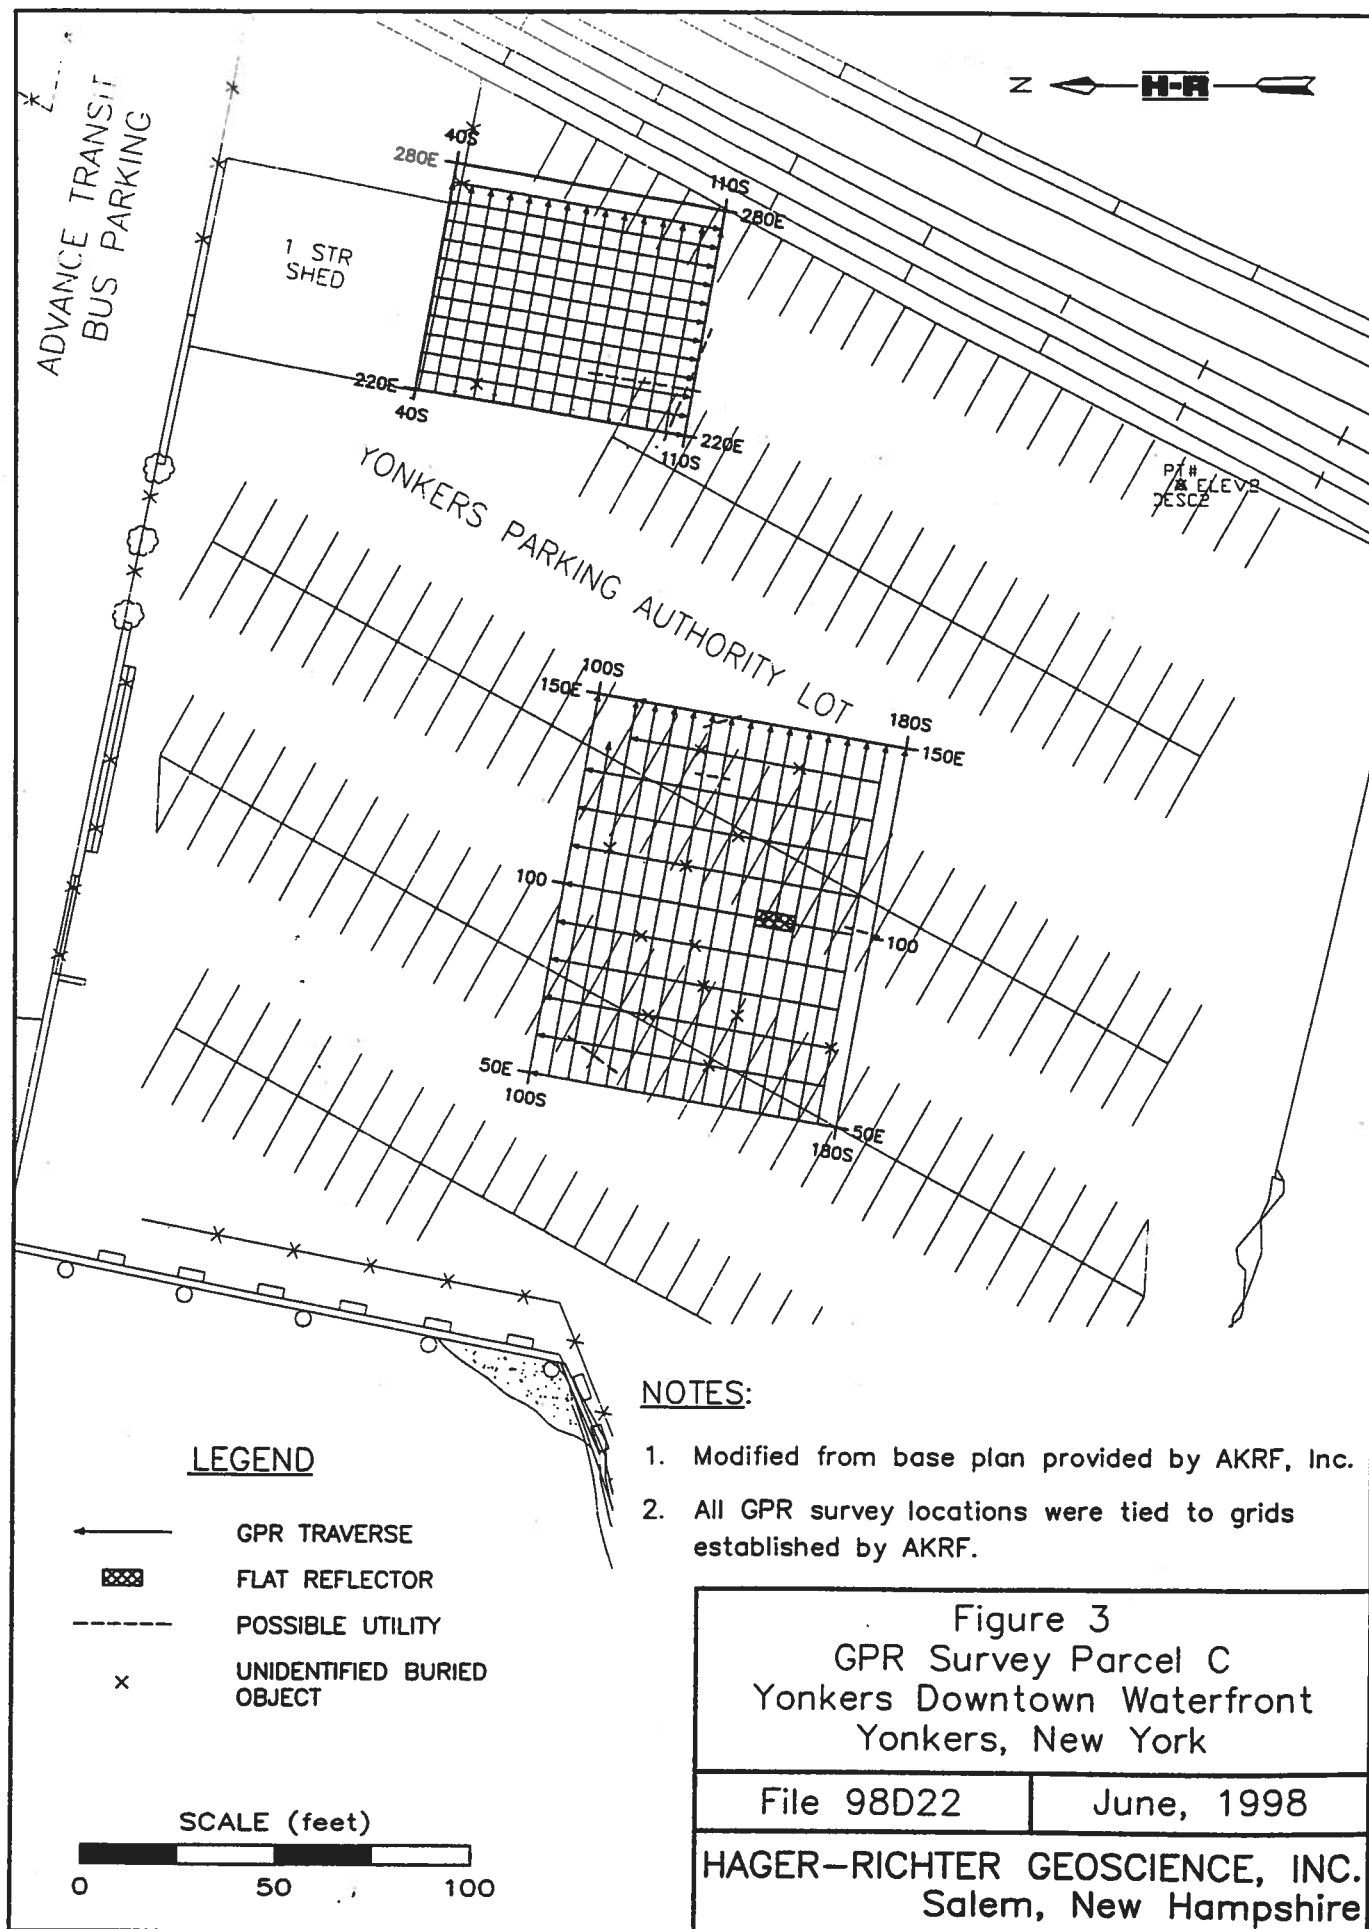 N
H-R
ADVANCE TRANSIT
BUS PARKING
40S
280E
110S
280E
1 STR
SHED
220E
40S
220E
110S
PT#
ELEV2
DESC2
YONKERS PARKING AUTHORITY LOT
100S
150E
180S
150E
100
100
50E
100S
50E
180S
NOTES:
1. Modified from base plan provided by AKRF, Inc.
2. All GPR survey locations were tied to grids
established by AKRF.
LEGEND
GPR TRAVERSE
FLAT REFLECTOR
POSSIBLE UTILITY
UNIDENTIFIED BURIED
OBJECT
SCALE (feet)
0 50 100
Figure 3
GPR Survey Parcel C
Yonkers Downtown Waterfront
Yonkers, New York
File 98D22
June, 1998
HAGER-RICHTER GEOSCIENCE, INC.
Salem, New Hampshire